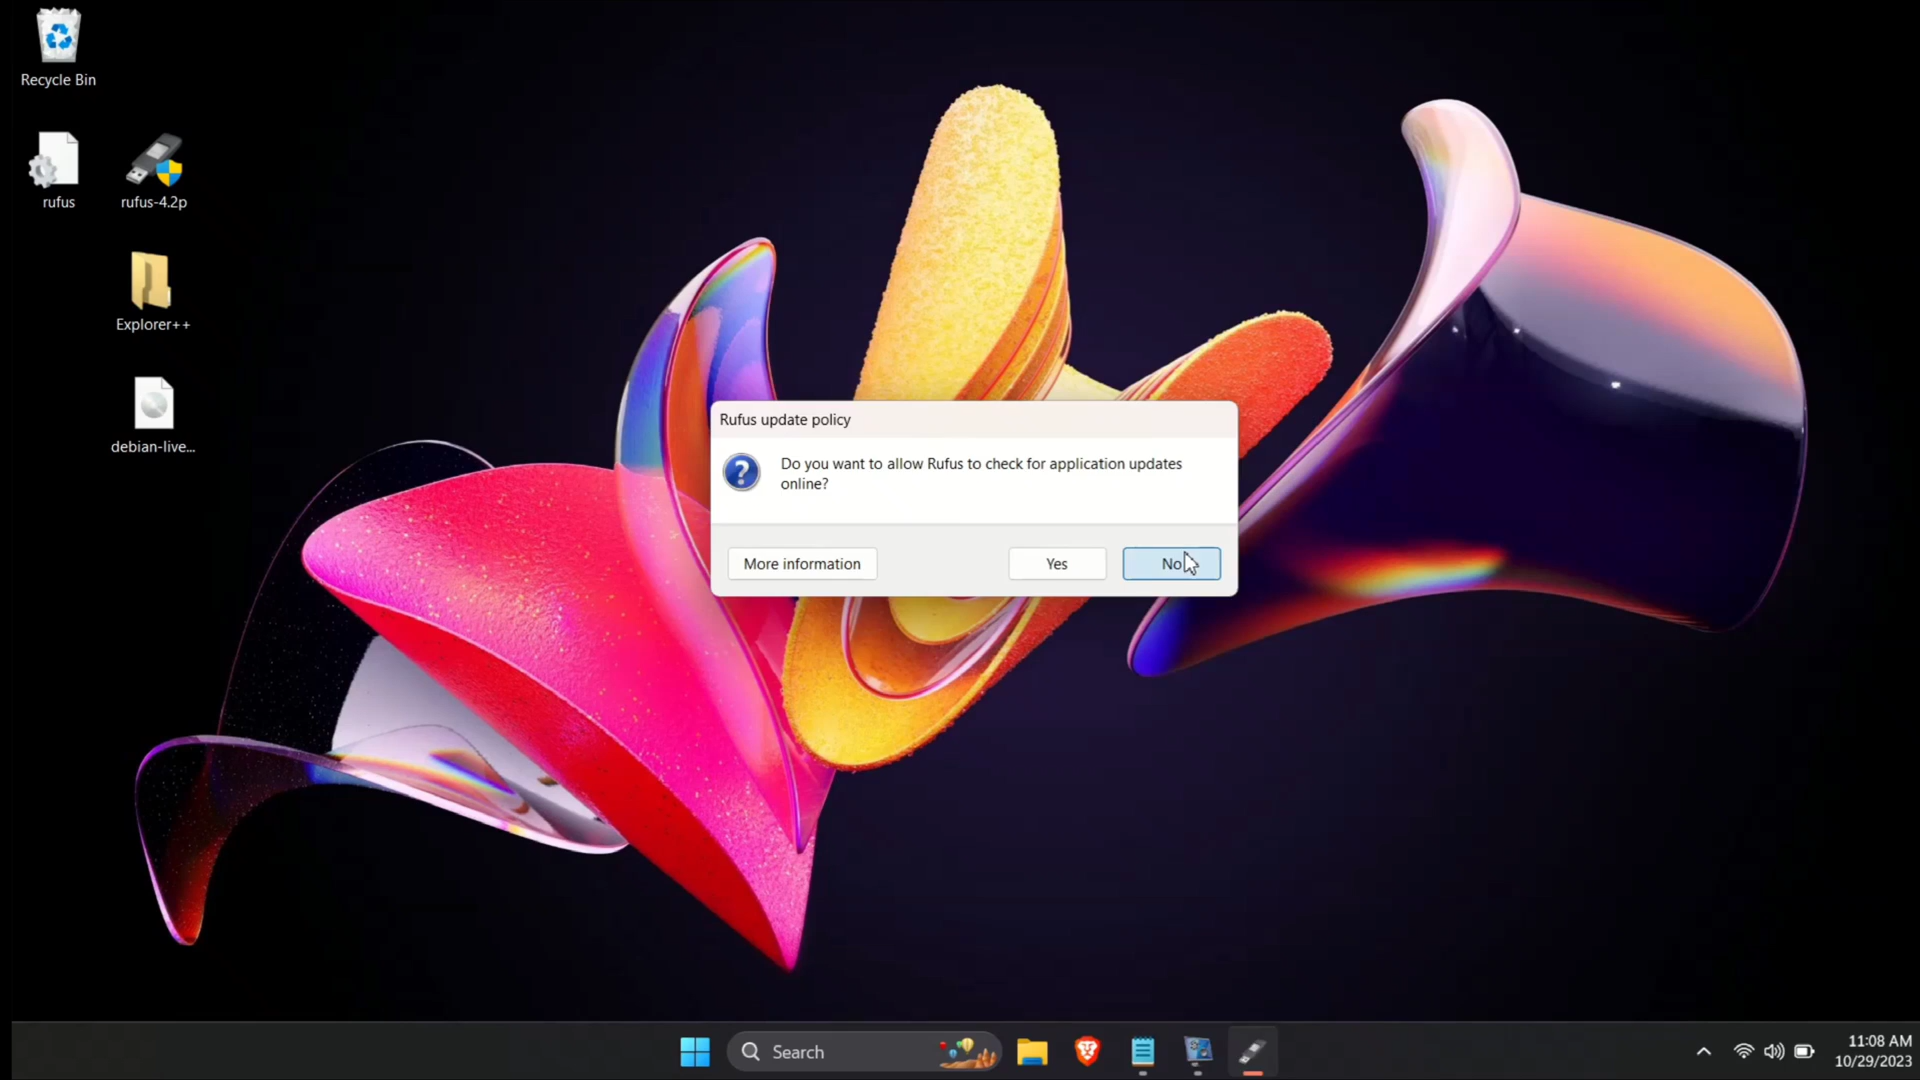 Recycle Bin
rufus
rufus-4.2p
Explorer++
debian-live...
Rufus update policy
Do you want to allow Rufus to check for application updates
online?
More information
Yes
No
Search
11:08 AM
10/29/2023